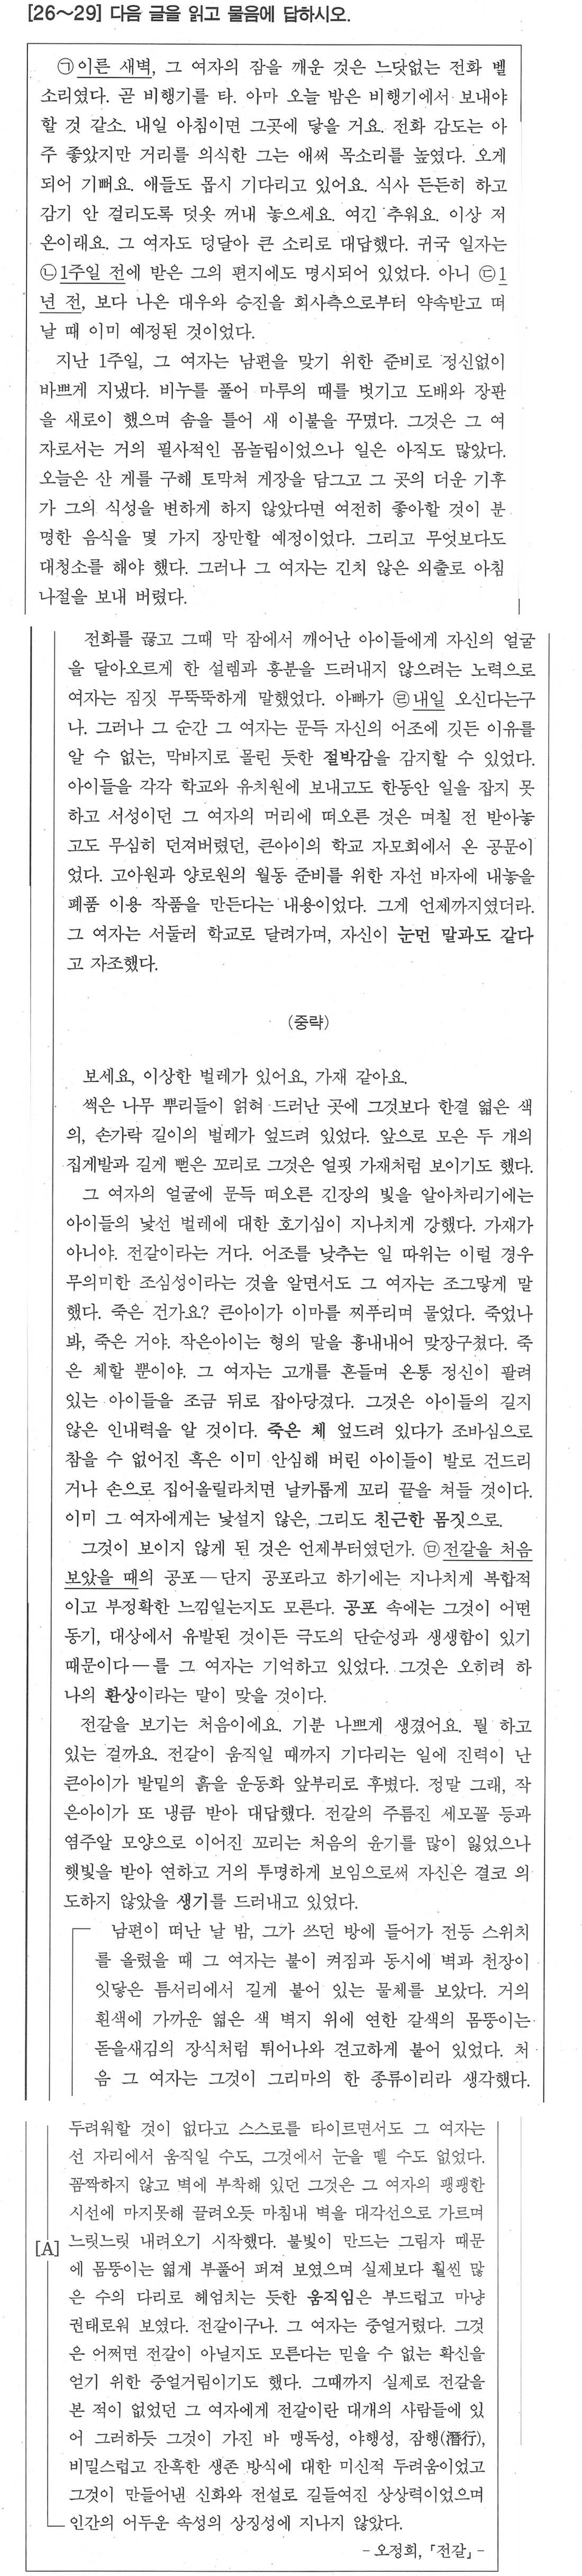 [26～29] 다음 글을 읽고 물음에 답하시오.
㉠이른 새벽, 그 여자의 잠을 깨운 것은 느닷없는 전화 벨
소리였다. 곧 비행기를 타. 아마 오늘 밤은 비행기에서 보내야
할 것 같소. 내일 아침이면 그곳에 닿을 거요. 전화 감도는 아
주 좋았지만 거리를 의식한 그는 애써 목소리를 높였다. 오게
되어 기뻐요. 애들도 몹시 기다리고 있어요. 식사 든든히 하고
감기 안 걸리도록 덧옷 꺼내 놓으세요. 여긴 추워요. 이상 저
온이래요. 그 여자도 덩달아 큰 소리로 대답했다. 귀국 일자는
㉡1주일 전에 받은 그의 편지에도 명시되어 있었다. 아니 ㉢1
년 전, 보다 나은 대우와 승진을 회사측으로부터 약속받고 떠
날 때 이미 예정된 것이었다.
지난 1주일, 그 여자는 남편을 맞기 위한 준비로 정신없이
바쁘게 지냈다. 비누를 풀어 마루의 때를 벗기고 도배와 장판
을 새로이 했으며 솜을 틀어 새 이불을 꾸몄다. 그것은 그 여
자로서는 거의 필사적인 몸놀림이었으나 일은 아직도 많았다.
오늘은 산 게를 구해 토막쳐 게장을 담그고 그 곳의 더운 기후
가 그의 식성을 변하게 하지 않았다면 여전히 좋아할 것이 분
명한 음식을 몇 가지 장만할 예정이었다. 그리고 무엇보다도
대청소를 해야 했다. 그러나 그 여자는 긴치 않은 외출로 아침
나절을 보내 버렸다.
전화를 끊고 그때 막 잠에서 깨어난 아이들에게 자신의 얼굴
을 달아오르게 한 설렘과 흥분을 드러내지 않으려는 노력으로
여자는 짐짓 무뚝뚝하게 말했었다. 아빠가 ㉣내일 오신다는구
나. 그러나 그 순간 그 여자는 문득 자신의 어조에 깃든 이유를
알 수 없는, 막바지로 몰린 듯한 절박감을 감지할 수 있었다.
아이들을 각각 학교와 유치원에 보내고도 한동안 일을 잡지 못
하고 서성이던 그 여자의 머리에 떠오른 것은 며칠 전 받아놓
고도 무심히 던져버렸던, 큰아이의 학교 자모회에서 온 공문이
었다. 고아원과 양로원의 월동 준비를 위한 자선 바자에 내놓을
폐품 이용 작품을 만든다는 내용이었다. 그게 언제까지였더라.
그 여자는 서둘러 학교로 달려가며, 자신이 눈먼 말과도 같다
고 자조했다.
(중략)
보세요, 이상한 벌레가 있어요, 가재 같아요.
썩은 나무 뿌리들이 얽혀 드러난 곳에 그것보다 한결 엷은 색
의, 손가락 길이의 벌레가 엎드려 있었다. 앞으로 모은 두 개의
집게발과 길게 뻗은 꼬리로 그것은 얼핏 가재처럼 보이기도 했다.
그 여자의 얼굴에 문득 떠오른 긴장의 빛을 알아차리기에는
아이들의 낯선 벌레에 대한 호기심이 지나치게 강했다. 가재가
아니야. 전갈이라는 거다. 어조를 낮추는 일 따위는 이럴 경우
무의미한 조심성이라는 것을 알면서도 그 여자는 조그맣게 말
했다. 죽은 건가요? 큰아이가 이마를 찌푸리며 물었다. 죽었나
봐, 죽은 거야. 작은아이는 형의 말을 흉내내어 맞장구쳤다. 죽
은 체할 뿐이야. 그 여자는 고개를 흔들며 온통 정신이 팔려
있는 아이들을 조금 뒤로 잡아당겼다. 그것은 아이들의 길지
않은 인내력을 알 것이다. 죽은 체 엎드려 있다가 조바심으로
참을 수 없어진 혹은 이미 안심해 버린 아이들이 발로 건드리
거나 손으로 집어올릴라치면 날카롭게 꼬리 끝을 쳐들 것이다.
이미 그 여자에게는 낯설지 않은, 그리도 친근한 몸짓으로.
그것이 보이지 않게 된 것은 언제부터였던가. ㉤전갈을 처음
보았을 때의 공포―단지 공포라고 하기에는 지나치게 복합적
이고 부정확한 느낌일는지도 모른다. 공포 속에는 그것이 어떤
동기, 대상에서 유발된 것이든 극도의 단순성과 생생함이 있기
때문이다―를 그 여자는 기억하고 있었다. 그것은 오히려 하
나의 환상이라는 말이 맞을 것이다.
전갈을 보기는 처음이에요. 기분 나쁘게 생겼어요. 뭘 하고
있는 걸까요. 전갈이 움직일 때까지 기다리는 일에 진력이 난
큰아이가 발밑의 흙을 운동화 앞부리로 후볐다. 정말 그래, 작
은아이가 또 냉큼 받아 대답했다. 전갈의 주름진 세모꼴 등과
염주알 모양으로 이어진 꼬리는 처음의 윤기를 많이 잃었으나
햇빛을 받아 연하고 거의 투명하게 보임으로써 자신은 결코 의
도하지 않았을 생기를 드러내고 있었다.
남편이 떠난 날 밤, 그가 쓰던 방에 들어가 전등 스위치
를 올렸을 때 그 여자는 불이 켜짐과 동시에 벽과 천장이
잇닿은 틈서리에서 길게 붙어 있는 물체를 보았다. 거의
흰색에 가까운 엷은 색 벽지 위에 연한 갈색의 몸뚱이는
돋을새김의 장식처럼 튀어나와 견고하게 붙어 있었다. 처
음 그 여자는 그것이 그리마의 한 종류이리라 생각했다.
두려워할 것이 없다고 스스로를 타이르면서도 그 여자는
선 자리에서 움직일 수도, 그것에서 눈을 뗄 수도 없었다.
꼼짝하지 않고 벽에 부착해 있던 그것은 그 여자의 팽팽한
시선에 마지못해 끌려오듯 마침내 벽을 대각선으로 가르며
[A] 느릿느릿 내려오기 시작했다. 불빛이 만드는 그림자 때문
에 몸뚱이는 엷게 부풀어 퍼져 보였으며 실제보다 훨씬 많
은 수의 다리로 헤엄치는 듯한 움직임은 부드럽고 마냥
권태로워 보였다. 전갈이구나. 그 여자는 중얼거렸다. 그것
은 어쩌면 전갈이 아닐지도 모른다는 믿을 수 없는 확신을
얻기 위한 중얼거림이기도 했다. 그때까지 실제로 전갈을
본 적이 없었던 그 여자에게 전갈이란 대개의 사람들에 있
어 그러하듯 그것이 가진 바 맹독성, 야행성, 잠행(潛行),
비밀스럽고 잔혹한 생존 방식에 대한 미신적 두려움이었고
그것이 만들어낸 신화와 전설로 길들여진 상상력이었으며
인간의 어두운 속성의 상징성에 지나지 않았다.
- 오정희, 「전갈」 -